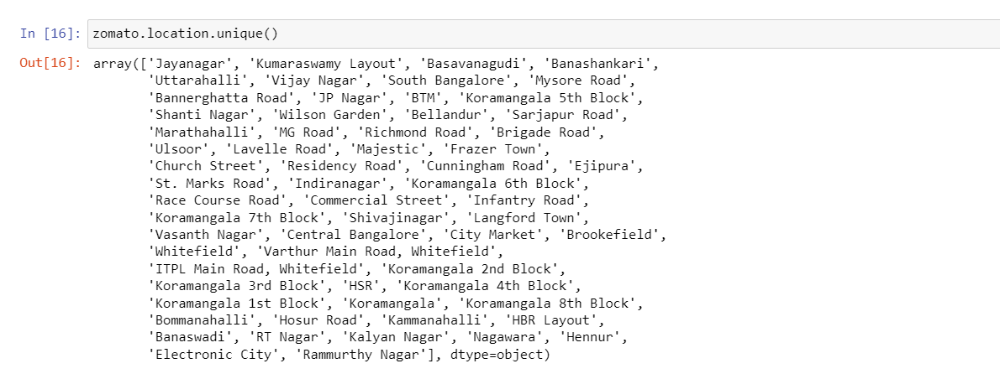 In [16]: zomato.location.unique()
Out[16]: array(['Jayanagar', 'Kumaraswamy Layout', 'Basavanagudi', 'Banashankari',
'Uttarahalli', 'Vijay Nagar', 'South Bangalore', 'Mysore Road',
'Bannerghatta Road', 'JP Nagar', 'BTM', 'Koramangala 5th Block',
'Shanti Nagar', 'Wilson Garden', 'Bellandur', 'Sarjapur Road',
'Marathahalli', 'MG Road', 'Richmond Road', 'Brigade Road',
'Ulsoor', 'Lavelle Road', 'Majestic', 'Frazer Town',
'Church Street', 'Residency Road', 'Cunningham Road', 'Ejipura',
'St. Marks Road', 'Indiranagar', 'Koramangala 6th Block',
'Race Course Road', 'Commercial Street', 'Infantry Road',
'Koramangala 7th Block', 'Shivajinagar', 'Langford Town',
'Vasanth Nagar', 'Central Bangalore', 'City Market', 'Brookefield',
'Whitefield', 'Varthur Main Road, Whitefield',
'ITPL Main Road, Whitefield', 'Koramangala 2nd Block',
'Koramangala 3rd Block', 'HSR', 'Koramangala 4th Block',
'Koramangala 1st Block', 'Koramangala', 'Koramangala 8th Block',
'Bommanahalli', 'Hosur Road', 'Kammanahalli', 'HBR Layout',
'Banaswadi', 'RT Nagar', 'Kalyan Nagar', 'Nagawara', 'Hennur',
'Electronic City', 'Rammurthy Nagar'], dtype=object)